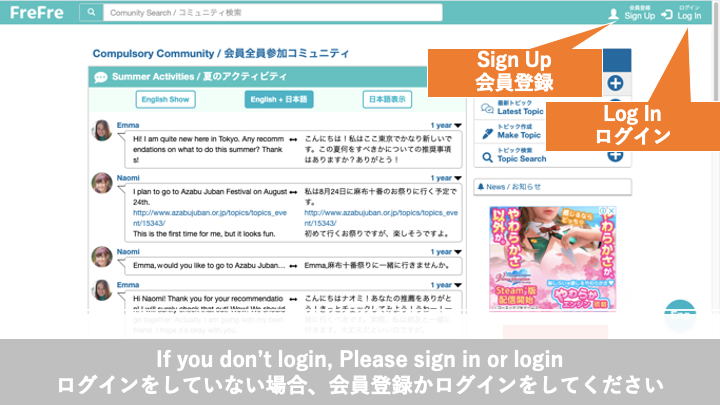 FreFre
Comunity Search / コミュニティ検索
会員登録
Sign Up
ログイン
Log In
Compulsory Community / 会員全員参加コミュニティ
Sign Up
会員登録
Log In
ログイン
Summer Activities / 夏のアクティビティ
English Show
English + 日本語
日本語表示
最新トピック
Latest Topic
トピック作成
Make Topic
トピック検索
Topic Search
News / お知らせ
Emma
1 year
Hi! I am quite new here in Tokyo. Any recomm
endations on what to do this summer? Thank
s!
こんにちは！私はここ東京でかなり新しいで
す。この夏何をすべきかについての推奨事項
はありますか？ありがとう！
Naomi
1 year
I plan to go to Azabu Juban Festival on August
24th.
http://www.azabujuban.or.jp/topics/topics_eve
nt/15343/
This is the first time for me, but it looks fun.
私は8月24日に麻布十番のお祭りに行く予定で
す。
http://www.azabujuban.or.jp/topics/topics_eve
nt/15343/
初めて行くお祭りですが、楽しそうですよ。
Naomi
1 year
Emma,would you like to go to Azabu Juban...
Emma,麻布十番祭りに一緒に行きませんか。
Emma
1 year
Hi Naomi! Thank you for your recommendatio
n! I will surely check that out! Wow! We should
こんにちはナオミ！あなたの推薦をありがと
やわらかさ、
以外か。
Steam版
配信開始
If you don't login, Please sign in or login
ログインをしていない場合、会員登録かログインをしてください